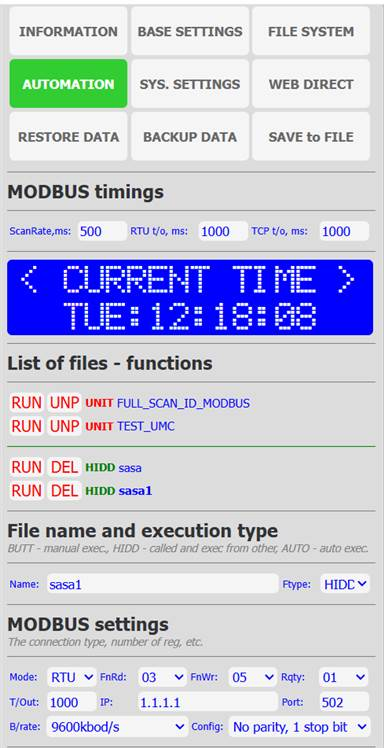 INFORMATION BASE SETTINGS FILE SYSTEM
AUTOMATION SYS. SETTINGS WEB DIRECT
RESTORE DATA BACKUP DATA SAVE to FILE
MODBUS timings
ScanRate,ms: 500 RTU t/o, ms: 1000 TCP t/o, ms: 1000
< CURRENT TIME >
TUE:12:18:08
List of files - functions
RUN UNP UNIT FULL_SCAN_ID_MODBUS
RUN UNP UNIT TEST_UMC
RUN DEL HIDD sasa
RUN DEL HIDD sasa1
File name and execution type
BUTT - manual exec., HIDD - called and exec from other, AUTO - auto exec.
Name: sasa1 Ftype: HIDD
MODBUS settings
The connection type, number of reg, etc.
Mode: RTU FnRd: 03 FnWr: 05 Rqty: 01
T/Out: 1000 IP: 1.1.1.1 Port: 502
B/rate: 9600kbod/s Config: No parity, 1 stop bit